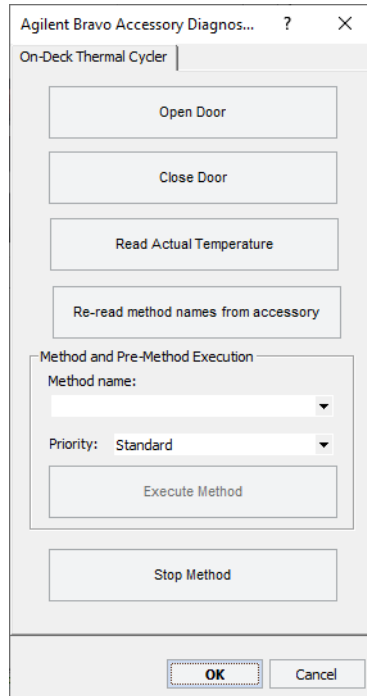 Agilent Bravo Accessory Diagnos... ? ✕
On-Deck Thermal Cycler
Open Door
Close Door
Read Actual Temperature
Re-read method names from accessory
Method and Pre-Method Execution
Method name:
Priority: Standard
Execute Method
Stop Method
OK Cancel